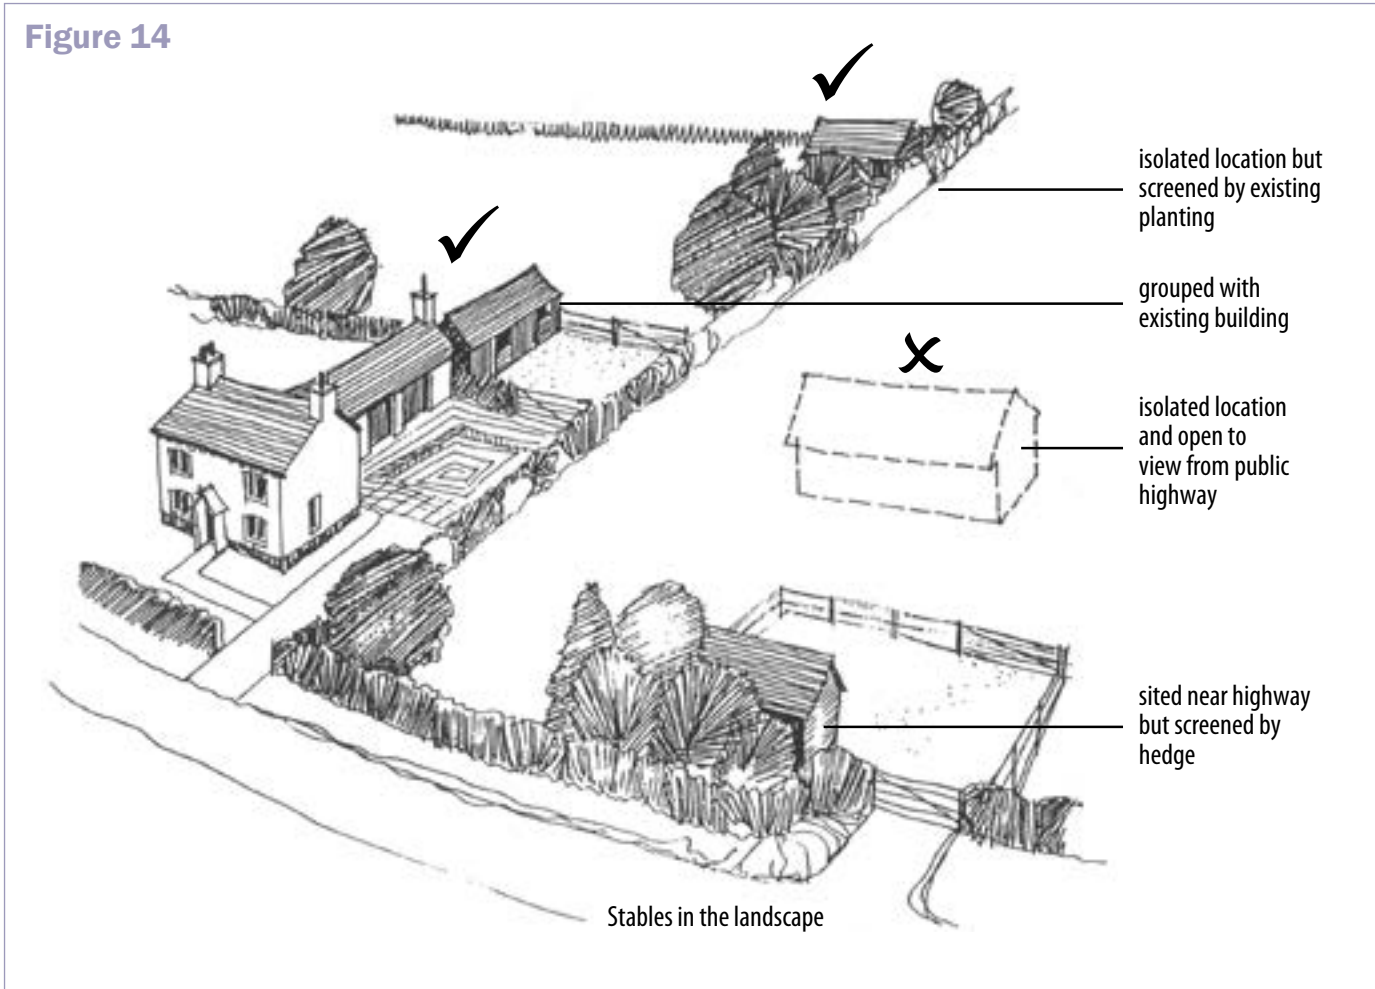 Figure 14
isolated location but
screened by existing
planting
grouped with
existing building
isolated location
and open to
view from public
highway
sited near highway
but screened by
hedge
Stables in the landscape